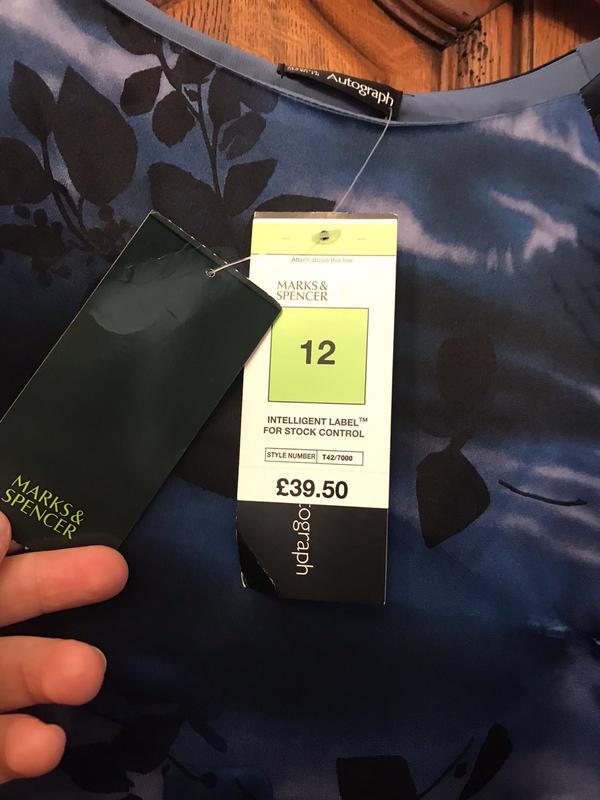 Autograph
Attach above this line
MARKS &
SPENCER
12
INTELLIGENT LABEL™
FOR STOCK CONTROL
STYLE NUMBER T42/7000
£39.50
ograph
MARKS &
SPENCER